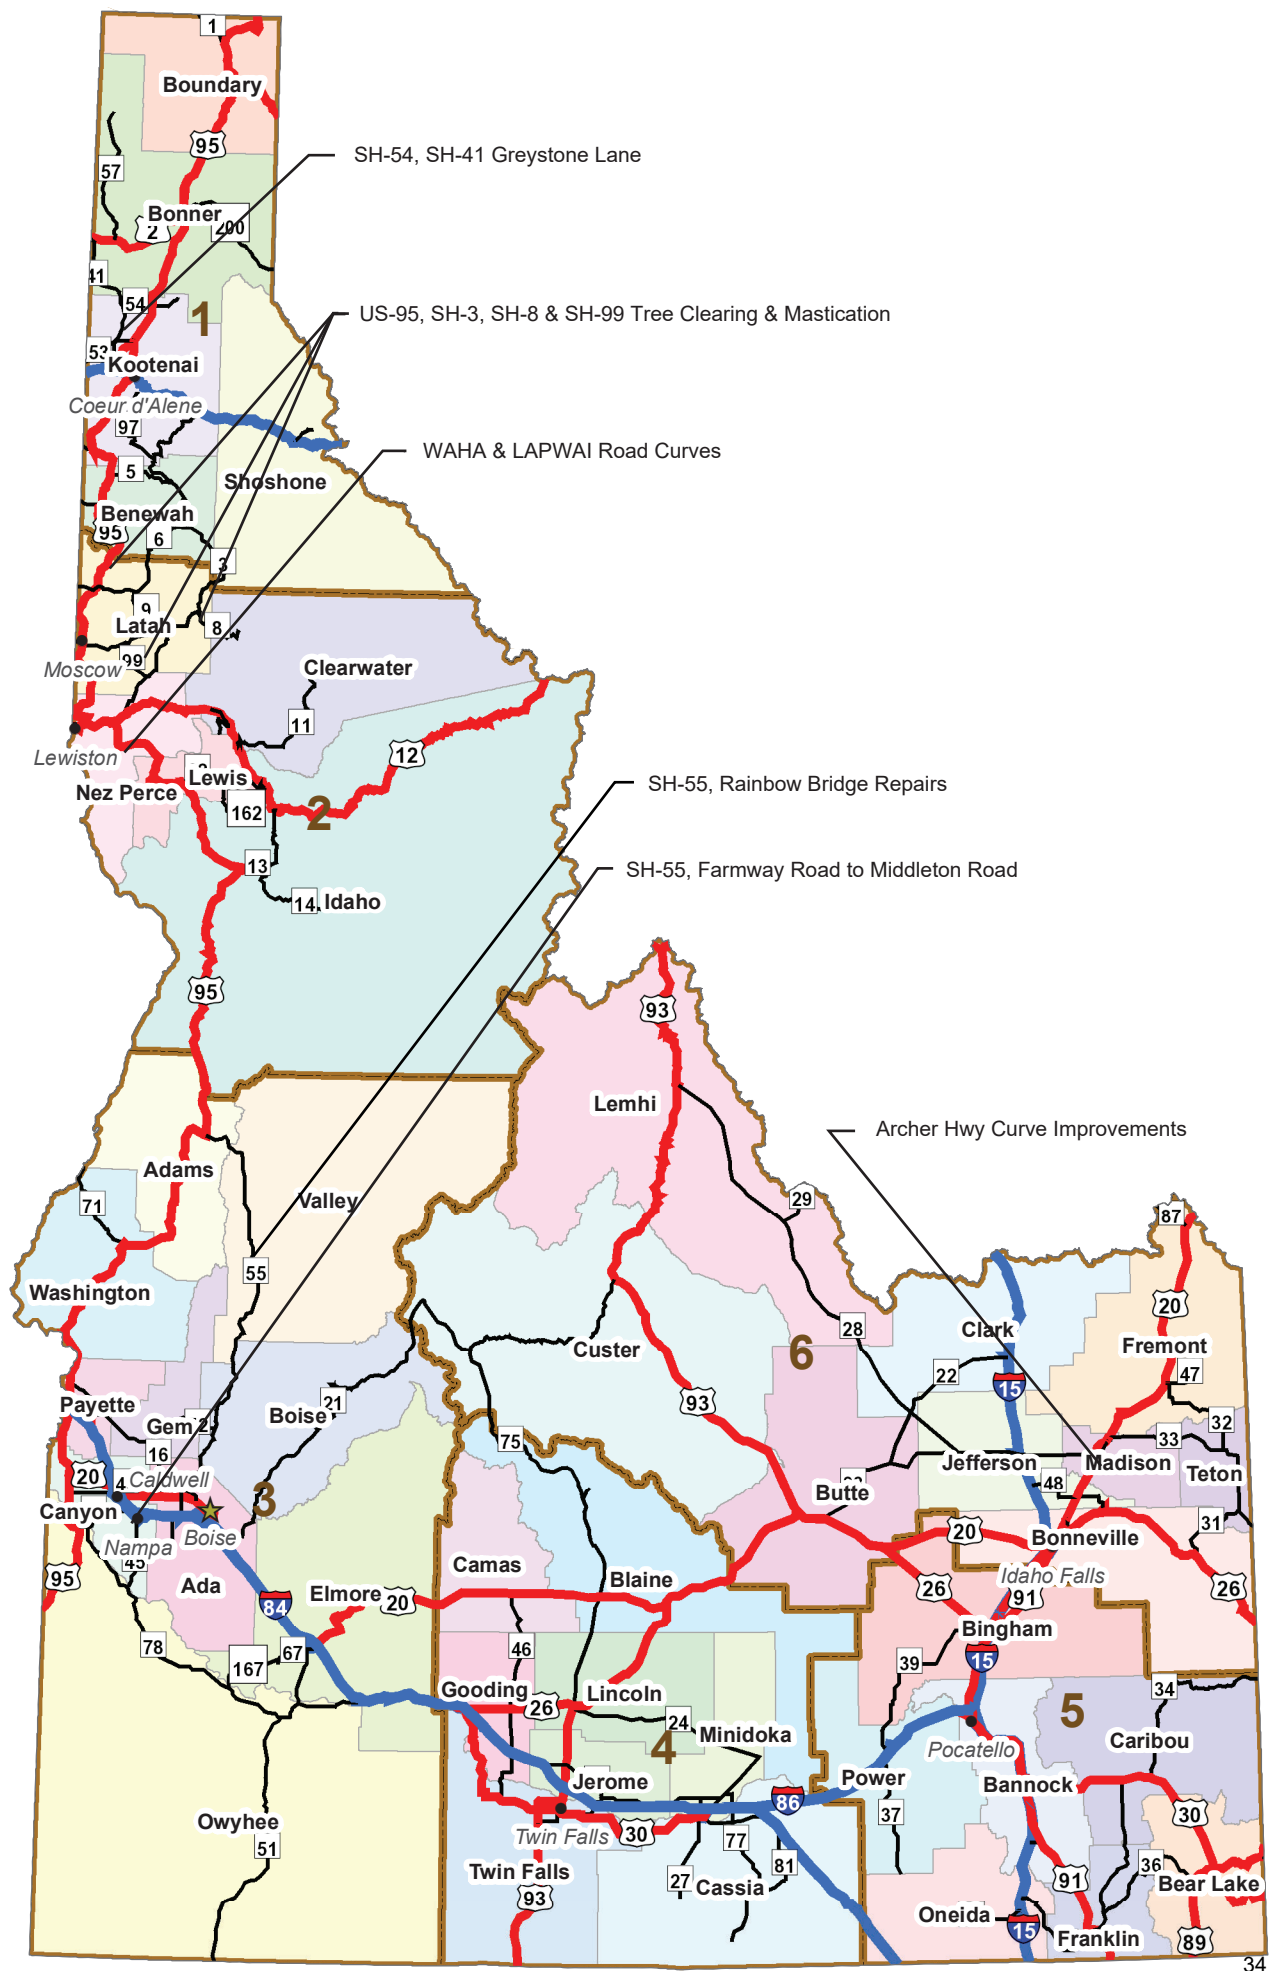 1
Boundary
95
SH-54, SH-41 Greystone Lane
57
Bonner
2
200
41
54
1
US-95, SH-3, SH-8 & SH-99 Tree Clearing & Mastication
53
Kootenai
Coeur d'Alene
97
WAHA & LAPWAI Road Curves
5
Shoshone
Benewah
95
6
3
9
Latah
8
99
Moscow
Clearwater
11
12
Lewiston
Lewis
Nez Perce
SH-55, Rainbow Bridge Repairs
162
2
13
SH-55, Farmway Road to Middleton Road
14
Idaho
95
93
Lemhi
Archer Hwy Curve Improvements
Adams
71
Valley
29
87
55
Washington
20
28
Clark
Fremont
Custer
6
22
47
15
21
93
Payette
Boise
Gem
16
75
32
33
Jefferson
Madison
Teton
20
4
Caldwell
48
Butte
3
Canyon
31
Nampa
Boise
20
Bonneville
45
Camas
Blaine
Idaho Falls
95
Ada
Elmore
20
26
91
26
84
Bingham
78
46
67
167
39
15
Gooding
26
Lincoln
34
5
24
Minidoka
4
Caribou
Pocatello
Jerome
Power
Bannock
86
37
30
Owyhee
51
Twin Falls
30
77
Twin Falls
81
36
27
Cassia
91
Bear Lake
93
Oneida
15
Franklin
89
34